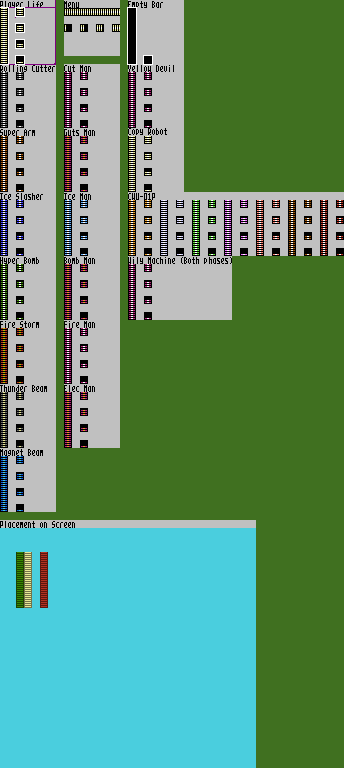 Player Life
Menu
Empty Bar
Rolling Cutter
Cut Man
Yellow Devil
Super Arm
Guts Man
Copy Robot
Ice Slasher
Ice Man
CWU-01P
Hyper Bomb
Bomb Man
Wily Machine (Both phases)
Fire Storm
Fire Man
Thunder Beam
Elec Man
Magnet Beam
Placement on Screen